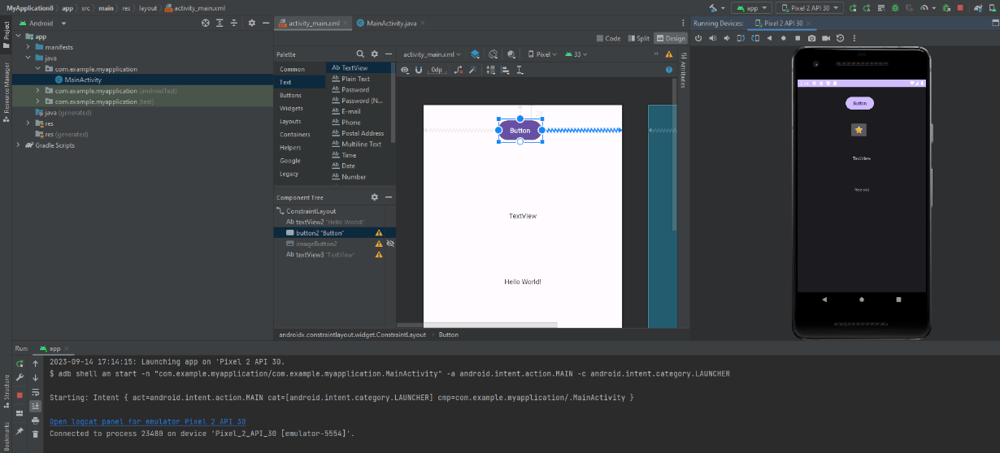 MyApplication8 › app › src › main › res › layout › activity_main.xml
app
Pixel 2 API 30
Project
Android
activity_main.xml
MainActivity.java
Running Devices:
Pixel 2 API 30
Code
Split
Design
app
manifests
java
com.example.myapplication
MainActivity
com.example.myapplication (androidTest)
com.example.myapplication (test)
java (generated)
res
res (generated)
Gradle Scripts
Resource Manager
Palette
Common
Text
Buttons
Widgets
Layouts
Containers
Helpers
Google
Legacy
Ab TextView
Ab Plain Text
Ab Password
Ab Password (N...
Ab E-mail
Ab Phone
Ab Postal Address
Ab Multiline Text
Ab Time
Ab Date
Ab Number
activity_main.xml
Pixel
33
0dp
Attributes
Component Tree
ConstraintLayout
Ab textView2 "Hello World!"
button2 "Button"
imageButton2
Ab textView3 "TextView"
Button
TextView
Hello World!
androidx.constraintlayout.widget.ConstraintLayout › Button
Button
TextView
Run:
app
2023-09-14 17:14:15: Launching app on 'Pixel 2 API 30.
$ adb shell am start -n "com.example.myapplication/com.example.myapplication.MainActivity" -a android.intent.action.MAIN -c android.intent.category.LAUNCHER
Starting: Intent { act=android.intent.action.MAIN cat=[android.intent.category.LAUNCHER] cmp=com.example.myapplication/.MainActivity }
Open logcat panel for emulator Pixel 2 API 30
Connected to process 23480 on device 'Pixel_2_API_30 [emulator-5554]'.
Structure
Bookmarks